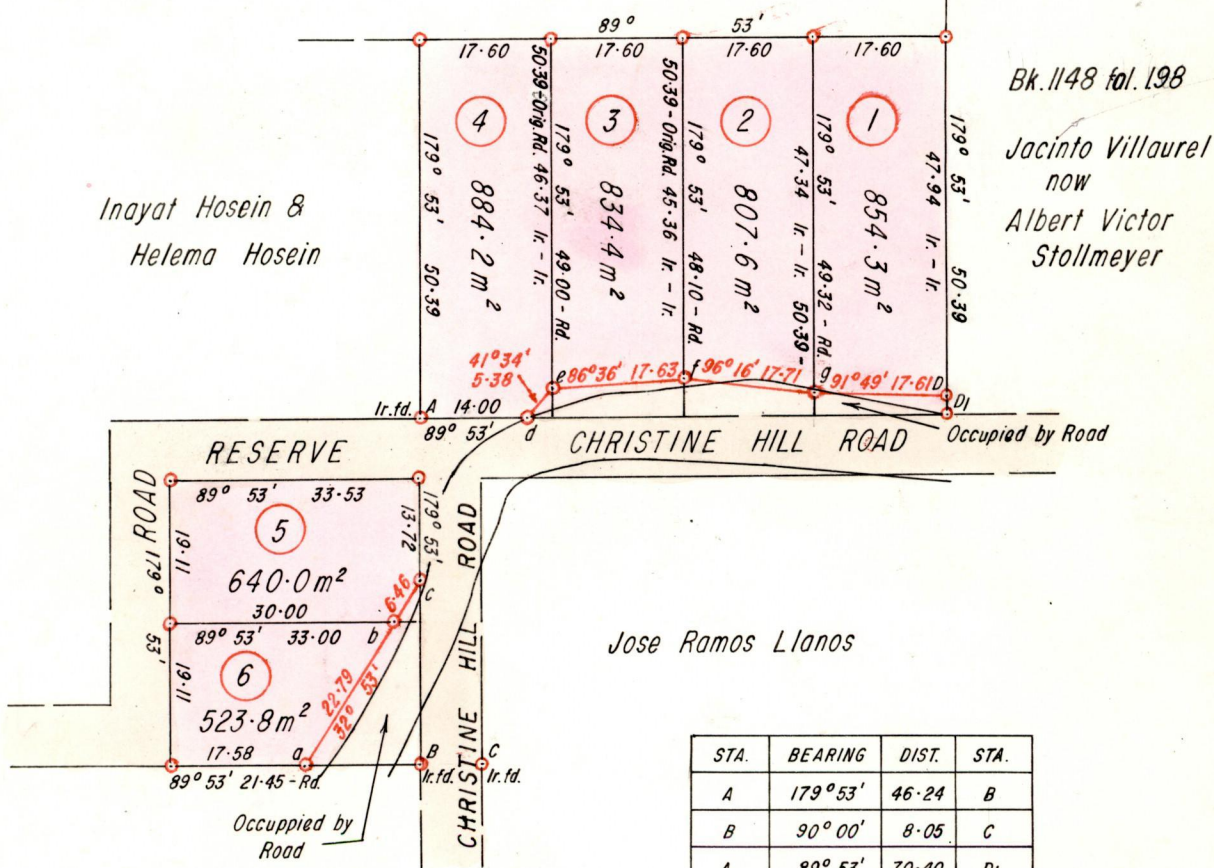 89° 53'
17·60 17·60 17·60 17·60
4 3 2 1
179° 53' 50·39
884·2 m²
50·39 - Orig. Rd. 46·37 Ir. - Ir.
179° 53' 49·00 - Rd.
834·4 m²
50·39 - Orig. Rd. 45·36 Ir. - Ir.
179° 53' 48·10 - Rd.
807·6 m²
47·34 Ir. - Ir. 50·39 -
179° 53' 49·32 - Rd.
854·3 m²
47·94 Ir. - Ir.
179° 53' 50·39
Bk. 1148 fol. 198
Jacinto Villaurel
now
Albert Victor
Stollmeyer
Inayat Hosein &
Helema Hosein
41° 34'
5·38
e 86° 36' 17·63 f 96° 16' 17·71 g 91° 49' 17·61 D
D1
Ir. fd. A 14·00 d
89° 53'
RESERVE CHRISTINE HILL ROAD
Occupied by Road
ROAD 179° 53'
89° 53' 33·53
5
19·11
640·0 m²
179° 53'
13·72
6·46
c
30·00
89° 53' 33·00 b
6
19·11
523·8 m²
22·79
32° 53'
17·58 a B C
89° 53' 21·45 - Rd. Ir. fd. Ir. fd.
CHRISTINE HILL ROAD
Occuppied by
Road
Jose Ramos Llanos
STA. BEARING DIST. STA.
A 179° 53' 46·24 B
B 90° 00' 8·05 C
A 89° 53' 70·40 D1